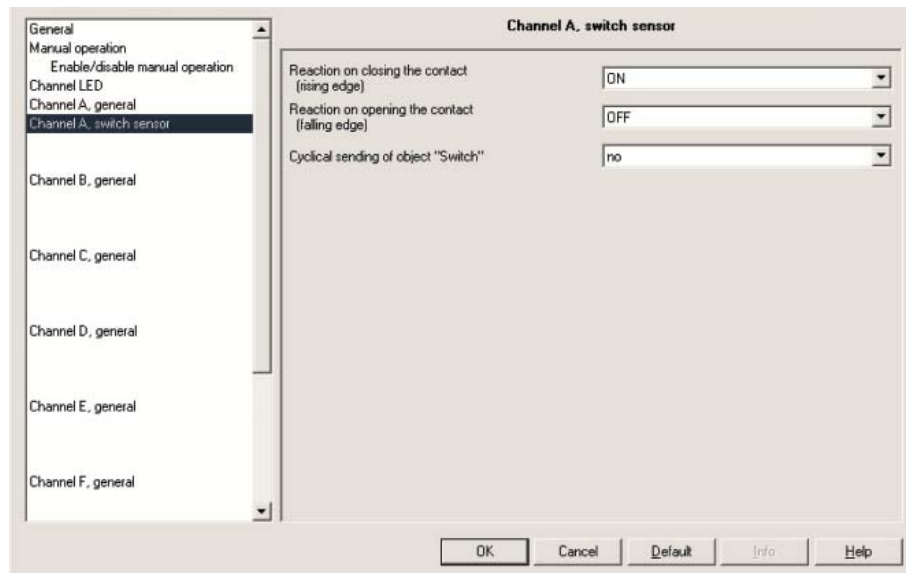 General
Manual operation
Enable/disable manual operation
Channel LED
Channel A, general
Channel A, switch sensor
Channel B, general
Channel C, general
Channel D, general
Channel E, general
Channel F, general
Channel A, switch sensor
Reaction on closing the contact
(rising edge)
ON
Reaction on opening the contact
(falling edge)
OFF
Cyclical sending of object "Switch"
no
OK
Cancel
Default
Info
Help